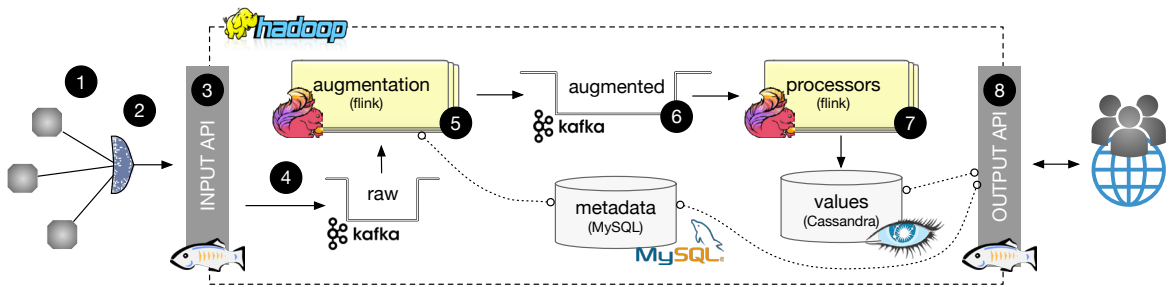 hadoop
1
2
3
INPUT API
4
raw
kafka
augmentation
(flink)
5
augmented
kafka
6
processors
(flink)
7
metadata
(MySQL)
MySQL
values
(Cassandra)
8
OUTPUT API